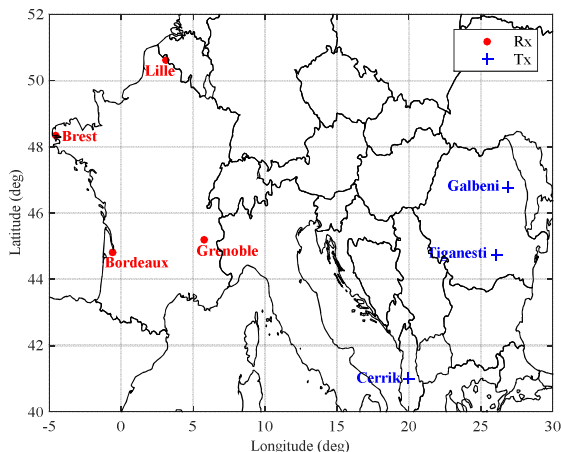 52
50
48
46
44
42
40
Latitude (deg)
Rx
Tx
Lille
Brest
Galbeni
Grenoble
Tiganesti
Bordeaux
Cerrik
-5
0
5
10
15
20
25
30
Longitude (deg)